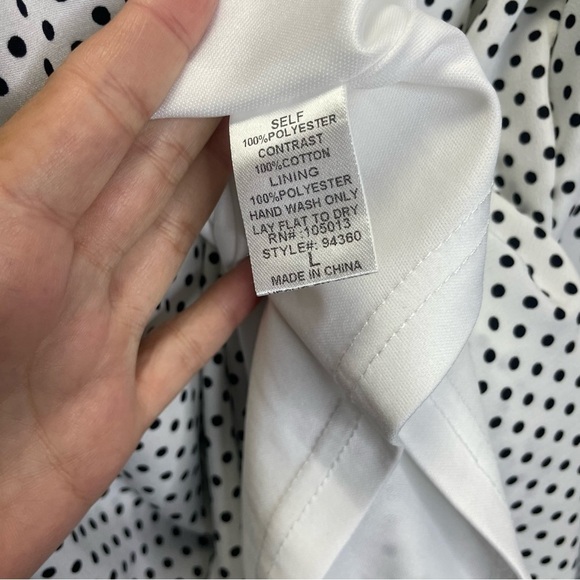 SELF
100%POLYESTER
CONTRAST
100%COTTON
LINING
100%POLYESTER
HAND WASH ONLY
LAY FLAT TO DRY
RN# :105013
STYLE#: 94360
L
MADE IN CHINA